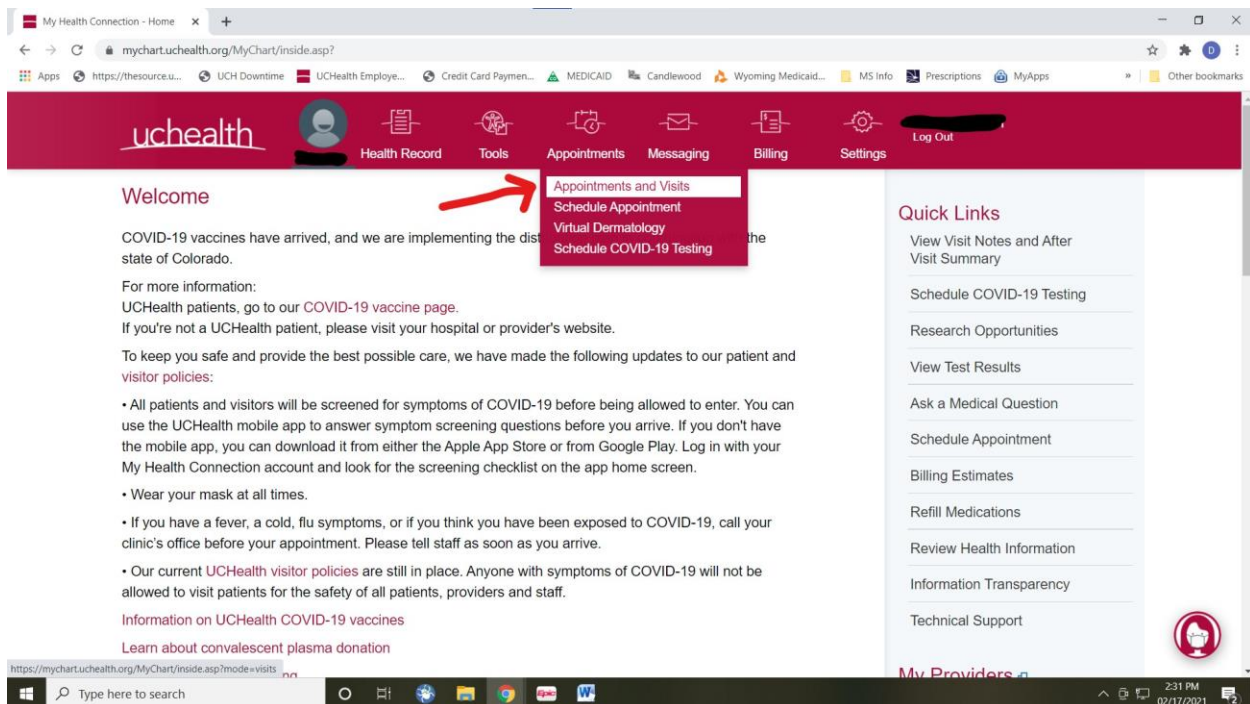 My Health Connection - Home
mychart.uchealth.org/MyChart/inside.asp?
D
Apps https://thesource.u... UCH Downtime UCHealth Employe... Credit Card Paymen... MEDICAID Candlewood Wyoming Medicaid... MS Info Prescriptions MyApps » Other bookmarks
uchealth
Health Record Tools Appointments Messaging Billing Settings
Log Out
Appointments and Visits
Schedule Appointment
Virtual Dermatology
Schedule COVID-19 Testing
Welcome
COVID-19 vaccines have arrived, and we are implementing the dist the
state of Colorado.
For more information:
UCHealth patients, go to our COVID-19 vaccine page.
If you're not a UCHealth patient, please visit your hospital or provider's website.
To keep you safe and provide the best possible care, we have made the following updates to our patient and
visitor policies:
• All patients and visitors will be screened for symptoms of COVID-19 before being allowed to enter. You can
use the UCHealth mobile app to answer symptom screening questions before you arrive. If you don't have
the mobile app, you can download it from either the Apple App Store or from Google Play. Log in with your
My Health Connection account and look for the screening checklist on the app home screen.
• Wear your mask at all times.
• If you have a fever, a cold, flu symptoms, or if you think you have been exposed to COVID-19, call your
clinic's office before your appointment. Please tell staff as soon as you arrive.
• Our current UCHealth visitor policies are still in place. Anyone with symptoms of COVID-19 will not be
allowed to visit patients for the safety of all patients, providers and staff.
Information on UCHealth COVID-19 vaccines
Learn about convalescent plasma donation
Quick Links
View Visit Notes and After
Visit Summary
Schedule COVID-19 Testing
Research Opportunities
View Test Results
Ask a Medical Question
Schedule Appointment
Billing Estimates
Refill Medications
Review Health Information
Information Transparency
Technical Support
My Providers
https://mychart.uchealth.org/MyChart/inside.asp?mode=visits
Type here to search
Epic
W
2:31 PM
02/17/2021
2